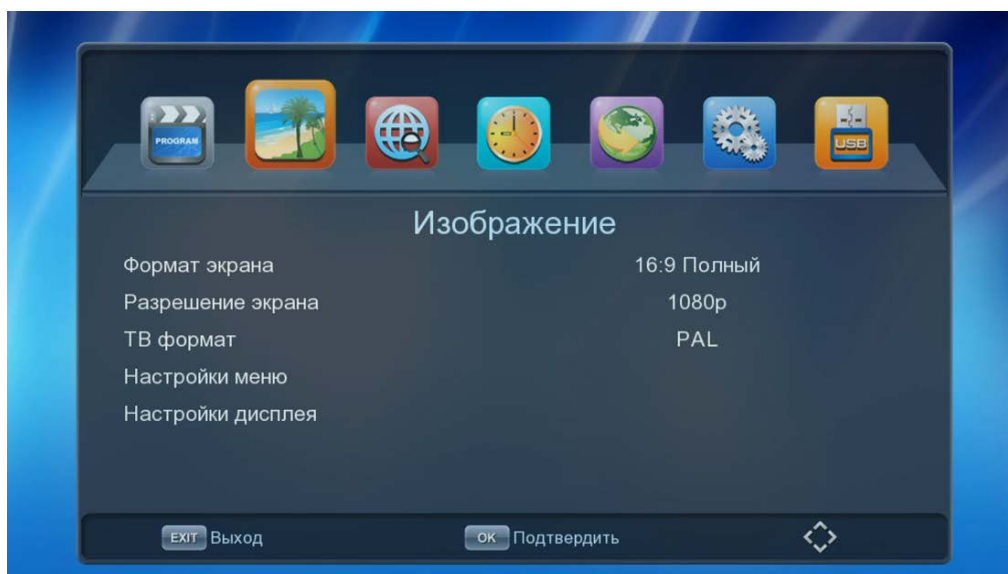 PROGRAM
USB
Изображение
Формат экрана 16:9 Полный
Разрешение экрана 1080p
ТВ формат PAL
Настройки меню
Настройки дисплея
EXIT Выход OK Подтвердить